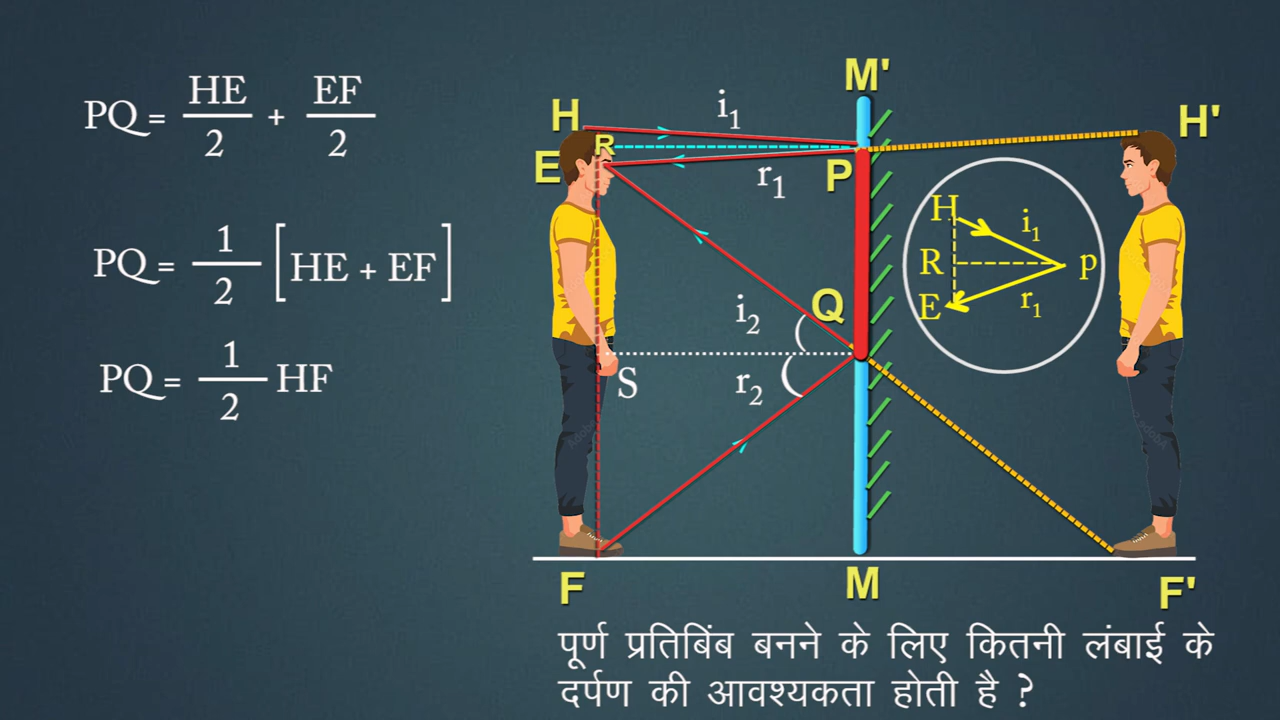 PQ = HE/2 + EF/2
PQ = 1/2 [HE + EF]
PQ = 1/2 HF
M'
H
i₁
H'
R
E
P
r₁
H
i₁
R
p
E
r₁
Q
i₂
S
r₂
F
M
F'
पूर्ण प्रतिबिंब बनने के लिए कितनी लंबाई के
दर्पण की आवश्यकता होती है ?